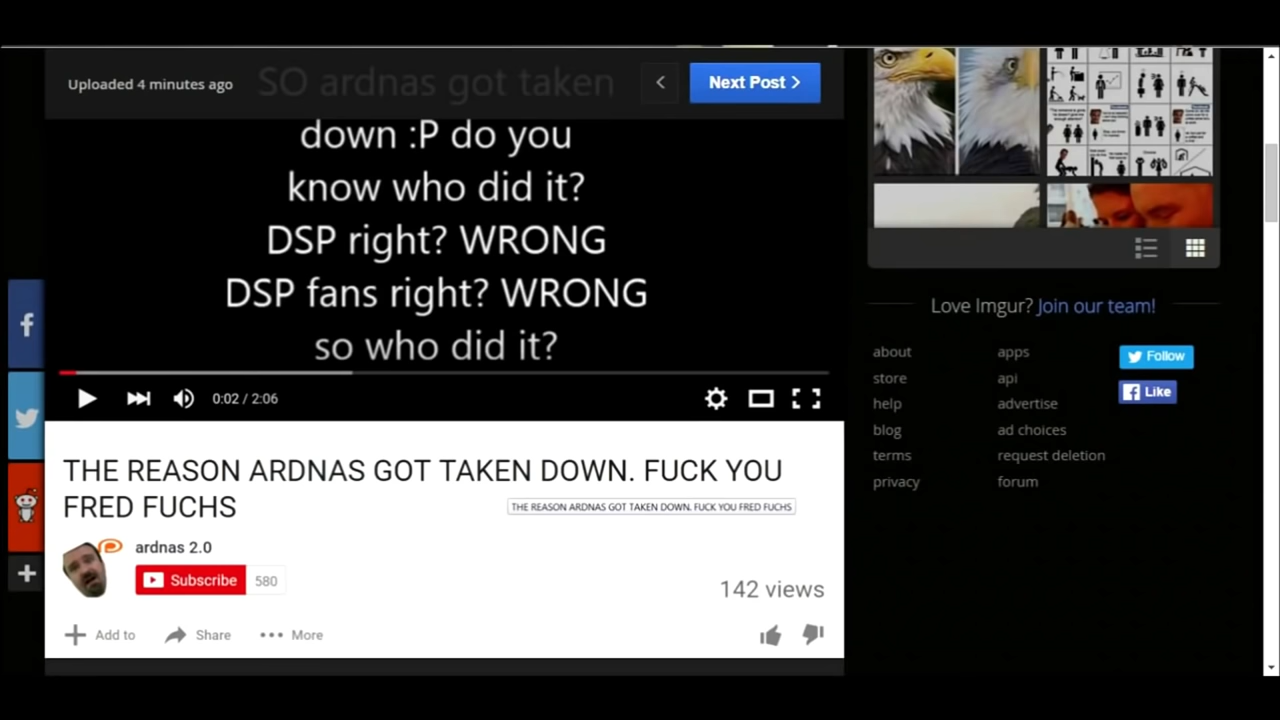 Uploaded 4 minutes ago
SO ardnas got taken
Next Post
down :P do you
know who did it?
DSP right? WRONG
DSP fans right? WRONG
so who did it?
0:02 / 2:06
THE REASON ARDNAS GOT TAKEN DOWN. FUCK YOU
FRED FUCHS
THE REASON ARDNAS GOT TAKEN DOWN. FUCK YOU FRED FUCHS
ardnas 2.0
Subscribe 580
142 views
Add to Share More
Love Imgur? Join our team!
about apps
Follow
store api
help advertise
Like
blog ad choices
terms request deletion
privacy forum